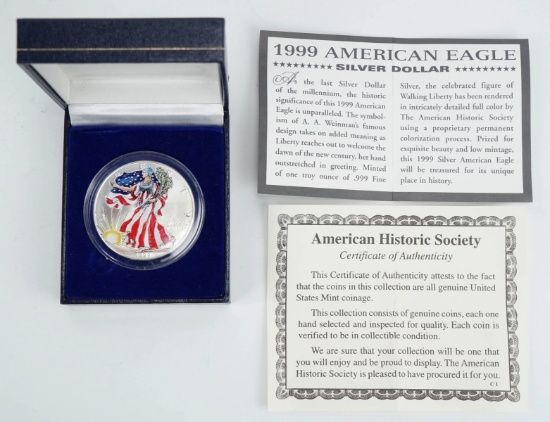 1999 AMERICAN EAGLE
SILVER DOLLAR
As the last Silver Dollar
of the millennium, the historic
significance of this 1999 American
Eagle is unparalleled. The symbol-
ism of A. A. Weinman's famous
design takes on added meaning as
Liberty reaches out to welcome the
dawn of the new century, her hand
outstretched in greeting. Minted
of one troy ounce of .999 Fine
Silver, the celebrated figure of
Walking Liberty has been rendered
in intricately detailed full color by
The American Historic Society
using a proprietary permanent
colorization process. Prized for
exquisite beauty and low mintage,
this 1999 Silver American Eagle
will be treasured for its unique
place in history.
American Historic Society
Certificate of Authenticity
This Certificate of Authenticity attests to the fact
that the coins in this collection are all genuine United
States Mint coinage.
This collection consists of genuine coins, each one
hand selected and inspected for quality. Each coin is
verified to be in collectible condition.
We are sure that your collection will be one that
you will enjoy and be proud to display. The American
Historic Society is pleased to have procured it for you.
C 1